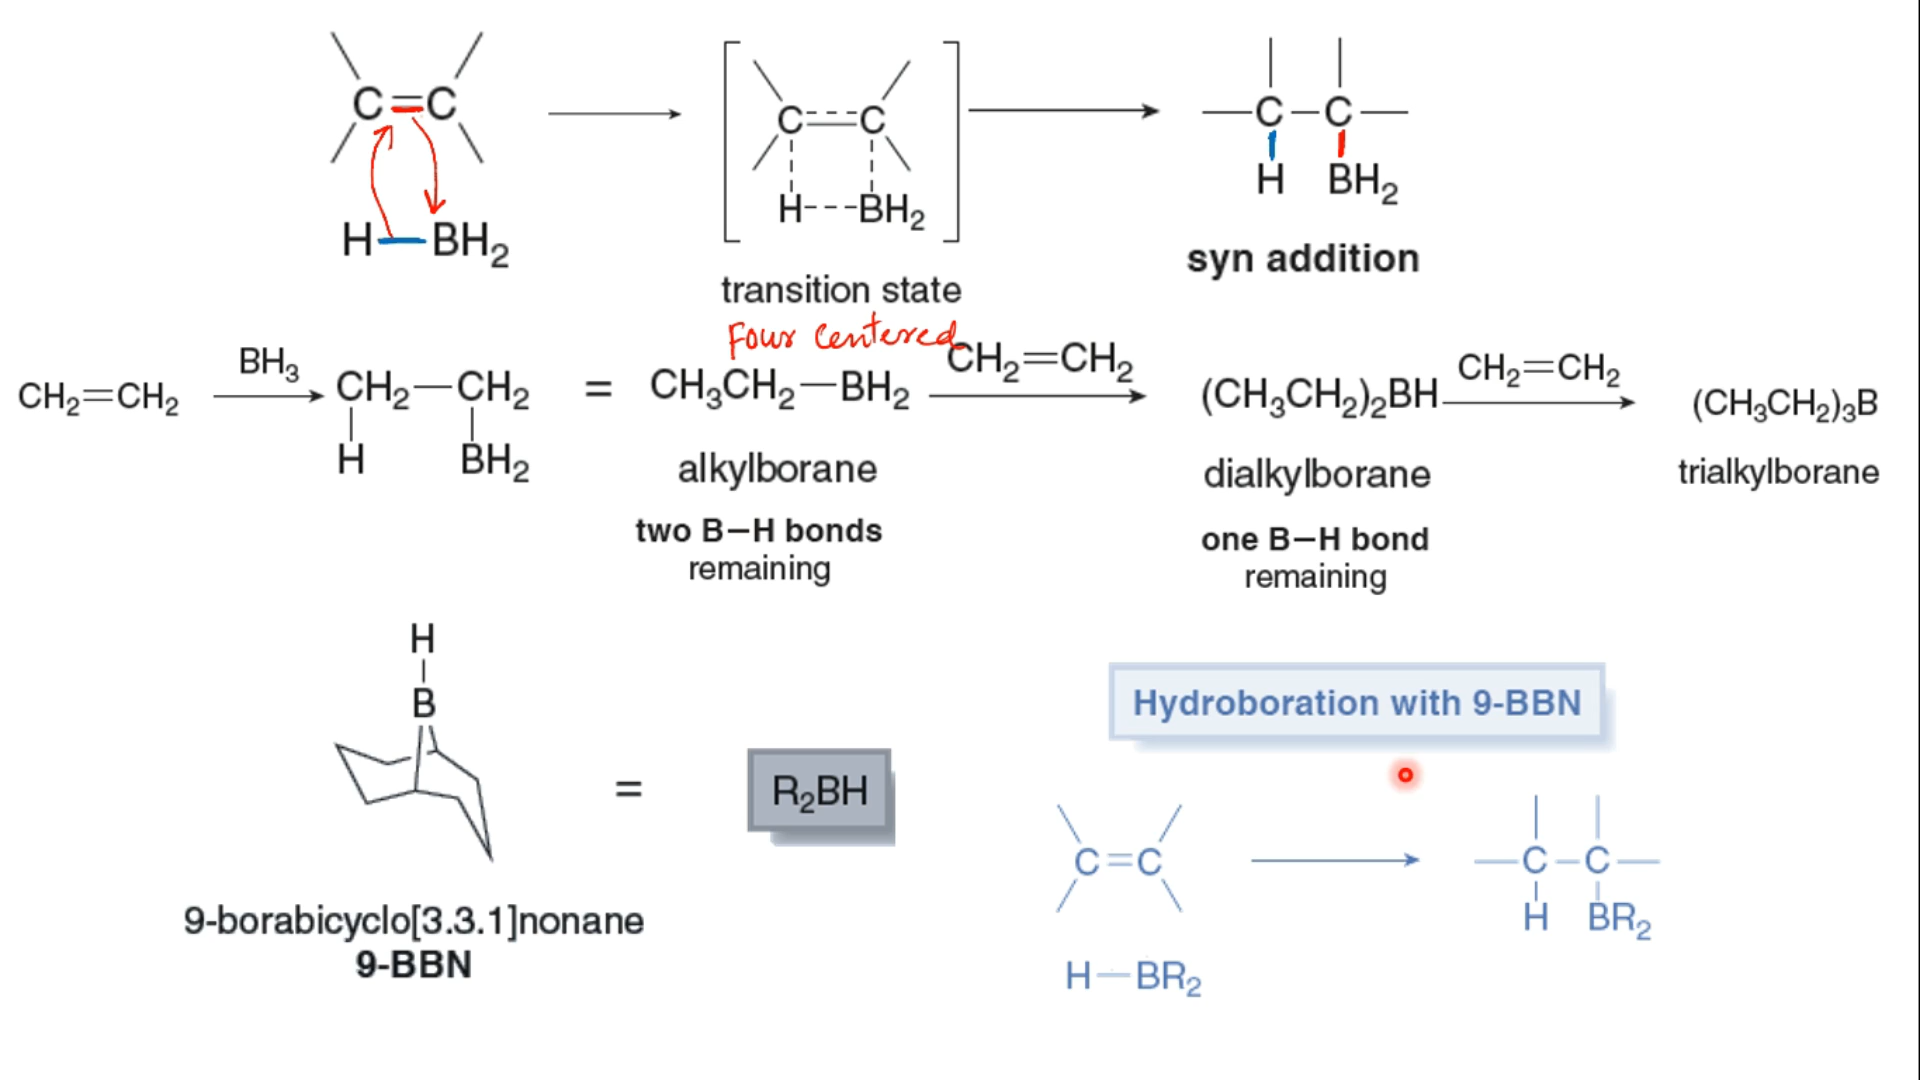 C=C
H—BH₂
C=C
H---BH₂
transition state
Four Centered
—C—C—
H BH₂
syn addition
CH₂=CH₂
BH₃
CH₂—CH₂
H BH₂
=
CH₃CH₂—BH₂
alkylborane
two B—H bonds
remaining
CH₂=CH₂
(CH₃CH₂)₂BH
dialkylborane
one B—H bond
remaining
CH₂=CH₂
(CH₃CH₂)₃B
trialkylborane
H
B
9-borabicyclo[3.3.1]nonane
9-BBN
=
R₂BH
Hydroboration with 9-BBN
C=C
H—BR₂
—C—C—
H BR₂